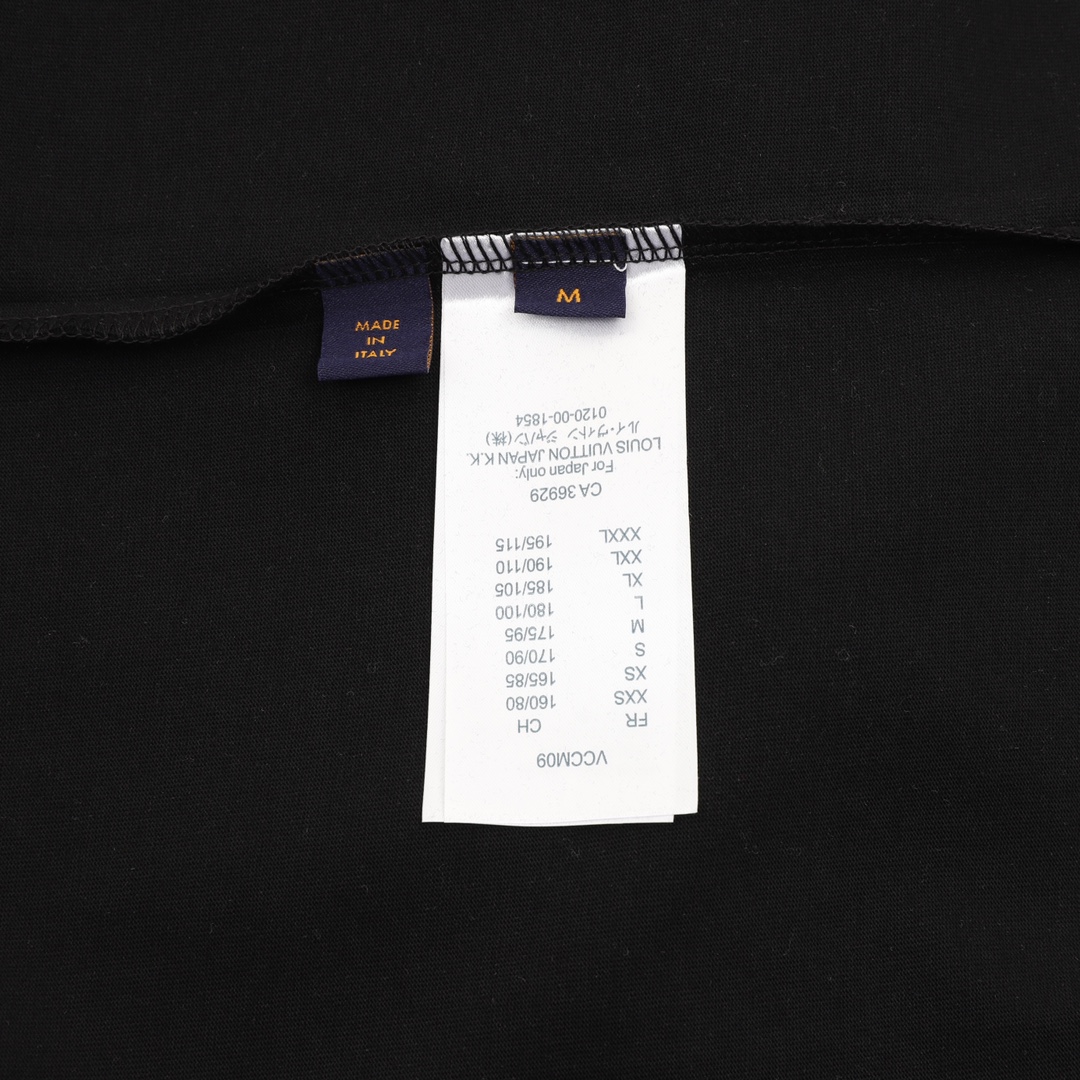 MADE
IN
ITALY
M
VCCM09
FR CH
XXS 160/80
XS 165/85
S 170/90
M 175/95
L 180/100
XL 185/105
XXL 190/110
XXXL 195/115
CA 36929
For Japan only:
LOUIS VUITTON JAPAN K.K.
ルイ・ヴィトン ジャパン(株)
0120-00-1854